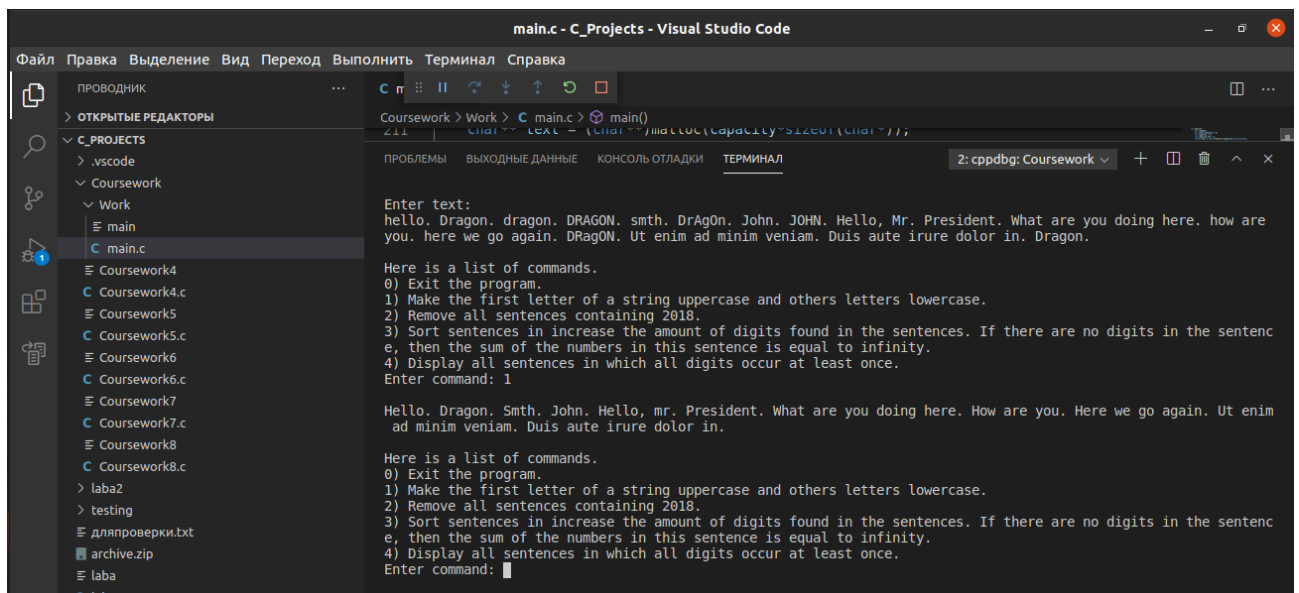 main.c - C_Projects - Visual Studio Code
Файл Правка Выделение Вид Переход Выполнить Терминал Справка
ПРОВОДНИК
ОТКРЫТЫЕ РЕДАКТОРЫ
C_PROJECTS
.vscode
Coursework
Work
main
C main.c
Coursework4
C Coursework4.c
Coursework5
C Coursework5.c
Coursework6
C Coursework6.c
Coursework7
C Coursework7.c
Coursework8
C Coursework8.c
laba2
testing
дляпроверки.txt
archive.zip
laba
1
C m
Coursework > Work > C main.c > main()
211 char** text = (char**)malloc(capacity*sizeof(char*));
ПРОБЛЕМЫ ВЫХОДНЫЕ ДАННЫЕ КОНСОЛЬ ОТЛАДКИ ТЕРМИНАЛ 2: cppdbg: Coursework
Enter text:
hello. Dragon. dragon. DRAGON. smth. DrAgOn. John. JOHN. Hello, Mr. President. What are you doing here. how are
you. here we go again. DRagON. Ut enim ad minim veniam. Duis aute irure dolor in. Dragon.
Here is a list of commands.
0) Exit the program.
1) Make the first letter of a string uppercase and others letters lowercase.
2) Remove all sentences containing 2018.
3) Sort sentences in increase the amount of digits found in the sentences. If there are no digits in the sentenc
e, then the sum of the numbers in this sentence is equal to infinity.
4) Display all sentences in which all digits occur at least once.
Enter command: 1
Hello. Dragon. Smth. John. Hello, mr. President. What are you doing here. How are you. Here we go again. Ut enim
ad minim veniam. Duis aute irure dolor in.
Here is a list of commands.
0) Exit the program.
1) Make the first letter of a string uppercase and others letters lowercase.
2) Remove all sentences containing 2018.
3) Sort sentences in increase the amount of digits found in the sentences. If there are no digits in the sentenc
e, then the sum of the numbers in this sentence is equal to infinity.
4) Display all sentences in which all digits occur at least once.
Enter command: